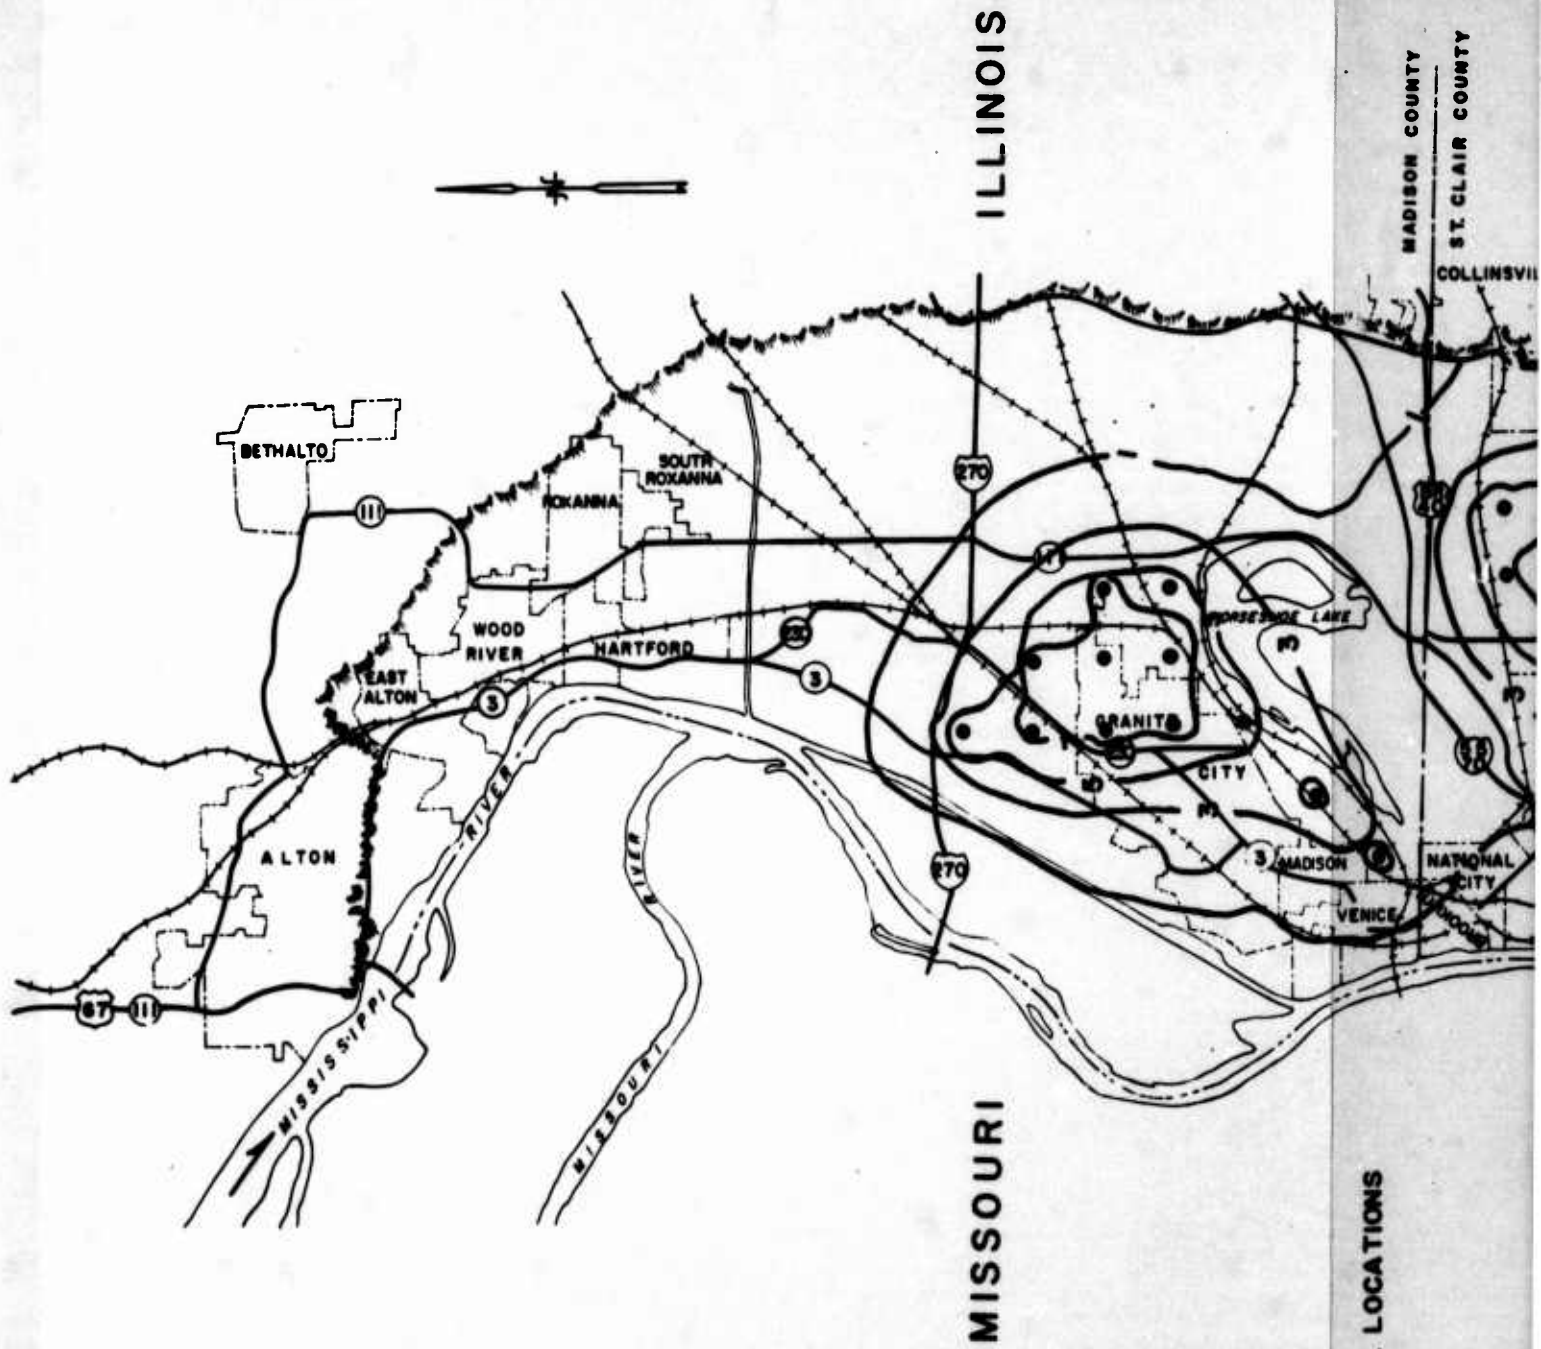 ILLINOIS
MADISON COUNTY
ST. CLAIR COUNTY
BETHALTO
SOUTH
ROXANNA
ROXANNA
270
111
HORSESHOE LAKE
WOOD
RIVER
HARTFORD
EAST
ALTON
3
3
GRANITE
CITY
ALTON
RIVER
RIVER
270
3
MADISON
NATIONAL
CITY
VENICE
67
111
MISSISSIPPI
MISSOURI
MISSOURI
LOCATIONS